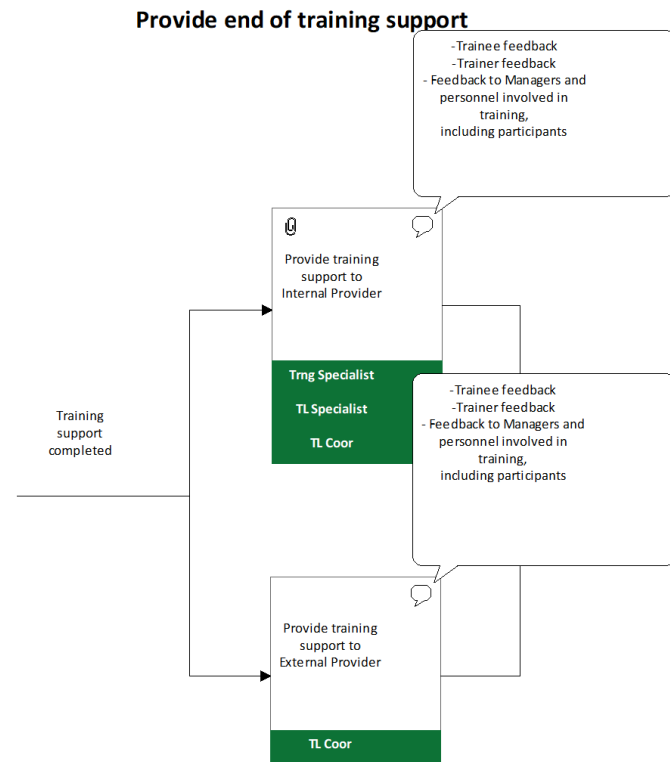 Provide end of training support
-Trainee feedback
-Trainer feedback
- Feedback to Managers and
personnel involved in
training,
including participants
Provide training
support to
Internal Provider
Trng Specialist
TL Specialist
TL Coor
Training
support
completed
-Trainee feedback
-Trainer feedback
- Feedback to Managers and
personnel involved in
training,
including participants
Provide training
support to
External Provider
TL Coor